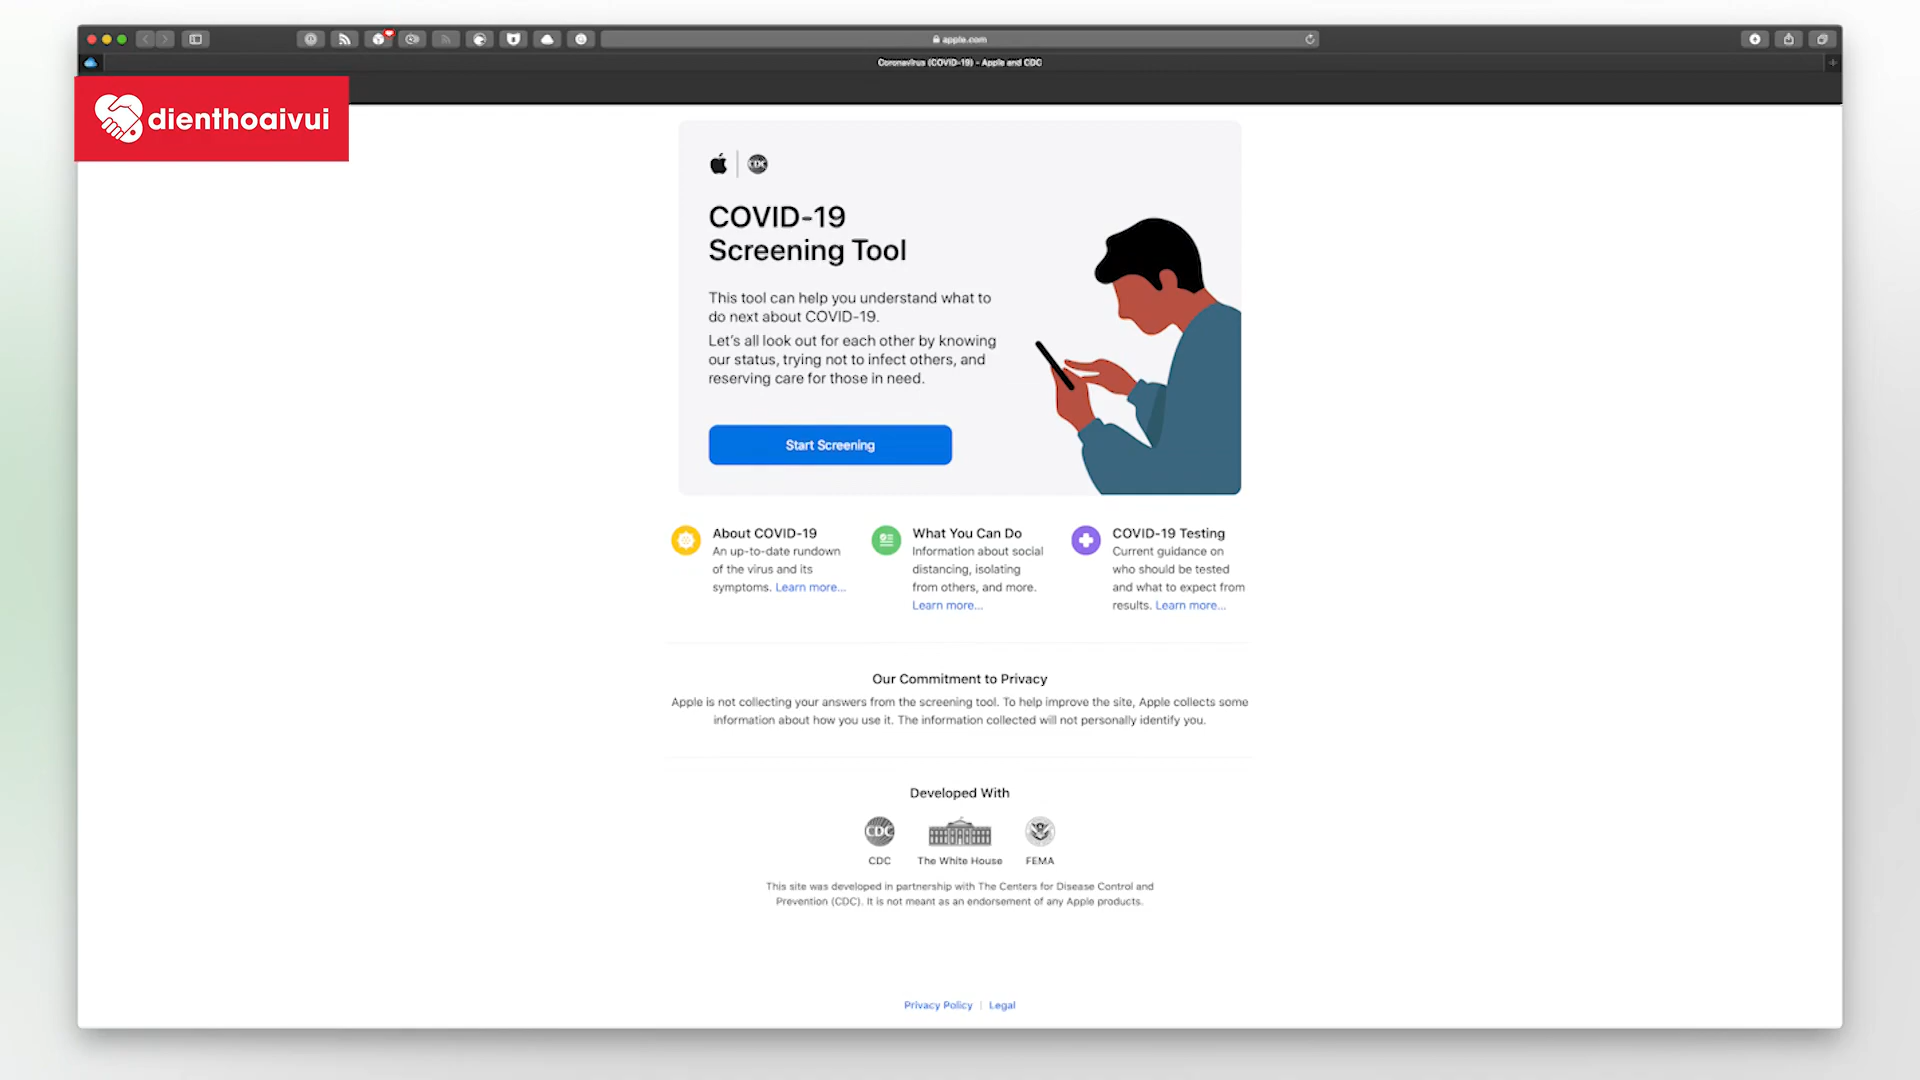 apple.com
Coronavirus (COVID-19) - Apple and CDC
dienthoaivui
CDC
COVID-19
Screening Tool
This tool can help you understand what to
do next about COVID-19.
Let's all look out for each other by knowing
our status, trying not to infect others, and
reserving care for those in need.
Start Screening
About COVID-19
An up-to-date rundown
of the virus and its
symptoms. Learn more...
What You Can Do
Information about social
distancing, isolating
from others, and more.
Learn more...
COVID-19 Testing
Current guidance on
who should be tested
and what to expect from
results. Learn more...
Our Commitment to Privacy
Apple is not collecting your answers from the screening tool. To help improve the site, Apple collects some
information about how you use it. The information collected will not personally identify you.
Developed With
CDC
CDC
The White House
FEMA
This site was developed in partnership with The Centers for Disease Control and
Prevention (CDC). It is not meant as an endorsement of any Apple products.
Privacy Policy | Legal